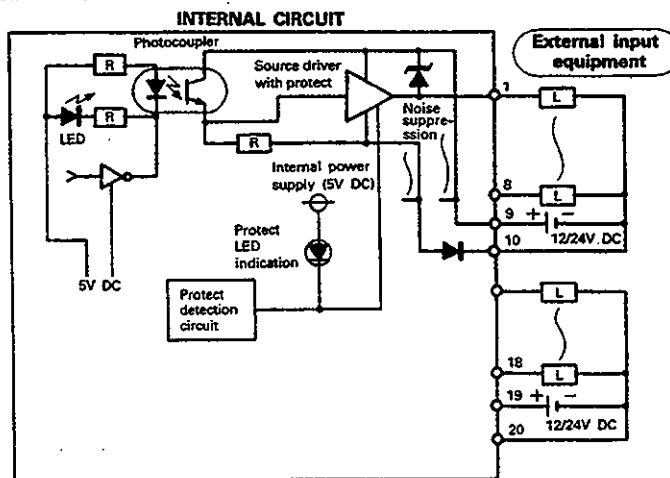 INTERNAL CIRCUIT
Photocoupler
R
LED
R
5V DC
Source driver
with protect
R
Noise
suppre-
ssion
Internal power
supply (5V DC)
Protect
LED
indication
Protect
detection
circuit
External input
equipment
1
L
8
L
9
+
−
12/24V DC
10
L
18
L
19
+
−
12/24V DC
20